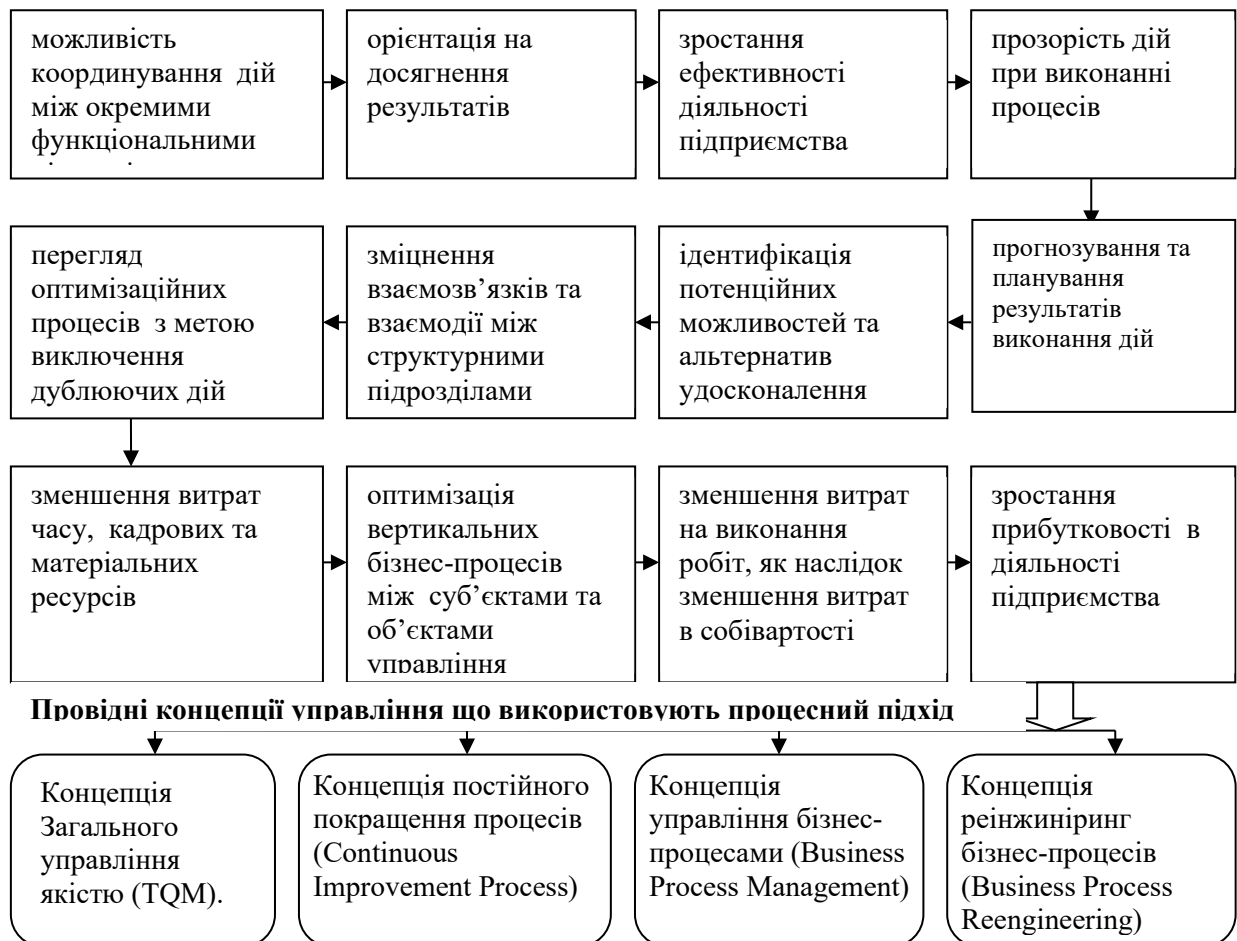 можливість
координування дій
між окремими
функціональними
орієнтація на
досягнення
результатів
зростання
ефективності
діяльності
підприємства
прозорість дій
при виконанні
процесів
перегляд
оптимізаційних
процесів з метою
виключення
дублюючих дій
зміцнення
взаємозв’язків та
взаємодії між
структурними
підрозділами
ідентифікація
потенційних
можливостей та
альтернатив
удосконалення
прогнозування та
планування
результатів
виконання дій
зменшення витрат
часу, кадрових та
матеріальних
ресурсів
оптимізація
вертикальних
бізнес-процесів
між суб’єктами та
об’єктами
управління
зменшення витрат
на виконання
робіт, як наслідок
зменшення витрат
в собівартості
зростання
прибутковості в
діяльності
підприємства
Провідні концепції управління що використовують процесний підхід
Концепція
Загального
управління
якістю (TQM).
Концепція постійного
покращення процесів
(Continuous
Improvement Process)
Концепція
управління бізнес-
процесами (Business
Process Management)
Концепція
реінжиніринг
бізнес-процесів
(Business Process
Reengineering)